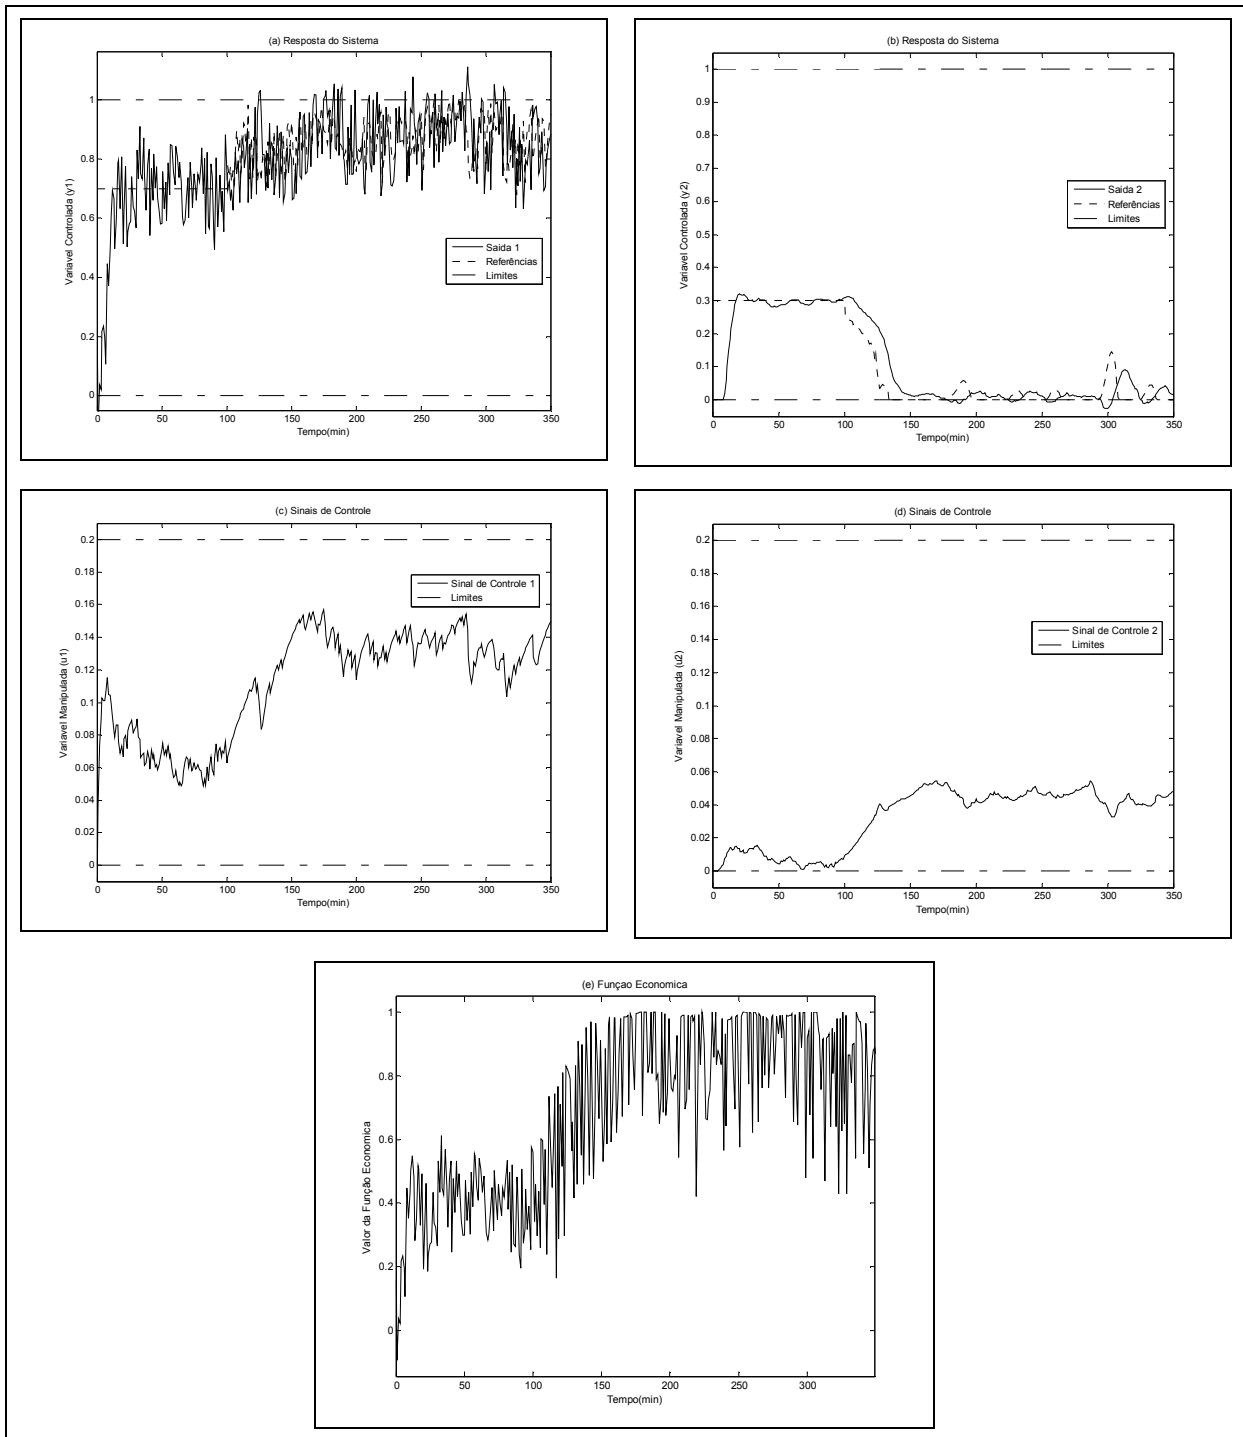 (a) Resposta do Sistema
1
0.8
0.6
0.4
0.2
0
Variavel Controlada (y1)
Saida 1
Referências
Limites
0 50 100 150 200 250 300 350
Tempo(min)
(b) Resposta do Sistema
1
0.9
0.8
0.7
0.6
0.5
0.4
0.3
0.2
0.1
0
Variavel Controlada (y2)
Saida 2
Referências
Limites
0 50 100 150 200 250 300 350
Tempo(min)
(c) Sinais de Controle
0.2
0.18
0.16
0.14
0.12
0.1
0.08
0.06
0.04
0.02
0
Variavel Manipulada (u1)
Sinal de Controle 1
Limites
0 50 100 150 200 250 300 350
Tempo(min)
(d) Sinais de Controle
0.2
0.18
0.16
0.14
0.12
0.1
0.08
0.06
0.04
0.02
0
Variavel Manipulada (u2)
Sinal de Controle 2
Limites
0 50 100 150 200 250 300 350
Tempo(min)
(e) Funçao Economica
1
0.8
0.6
0.4
0.2
0
Valor da Função Economica
0 50 100 150 200 250 300
Tempo(min)